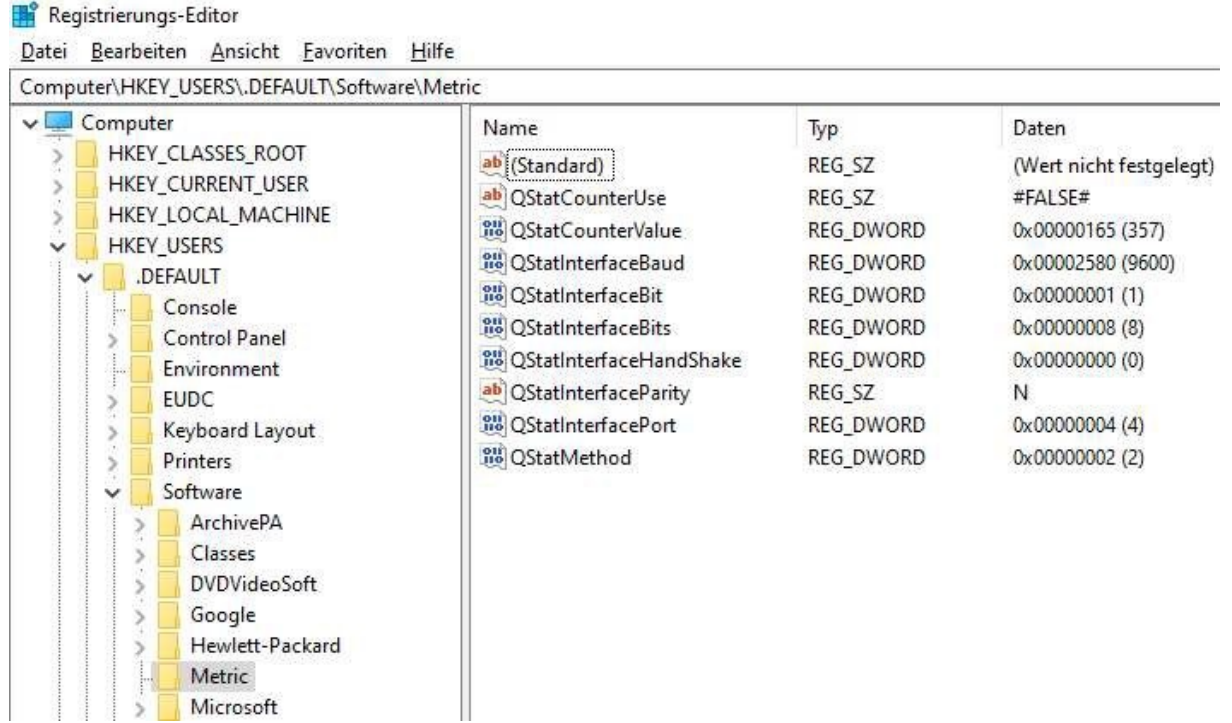 Registrierungs-Editor
Datei Bearbeiten Ansicht Favoriten Hilfe
Computer\HKEY_USERS\.DEFAULT\Software\Metric
Computer
HKEY_CLASSES_ROOT
HKEY_CURRENT_USER
HKEY_LOCAL_MACHINE
HKEY_USERS
.DEFAULT
Console
Control Panel
Environment
EUDC
Keyboard Layout
Printers
Software
ArchivePA
Classes
DVDVideoSoft
Google
Hewlett-Packard
Metric
Microsoft
Name Typ Daten
(Standard) REG_SZ (Wert nicht festgelegt)
QStatCounterUse REG_SZ #FALSE#
QStatCounterValue REG_DWORD 0x00000165 (357)
QStatInterfaceBaud REG_DWORD 0x00002580 (9600)
QStatInterfaceBit REG_DWORD 0x00000001 (1)
QStatInterfaceBits REG_DWORD 0x00000008 (8)
QStatInterfaceHandShake REG_DWORD 0x00000000 (0)
QStatInterfaceParity REG_SZ N
QStatInterfacePort REG_DWORD 0x00000004 (4)
QStatMethod REG_DWORD 0x00000002 (2)